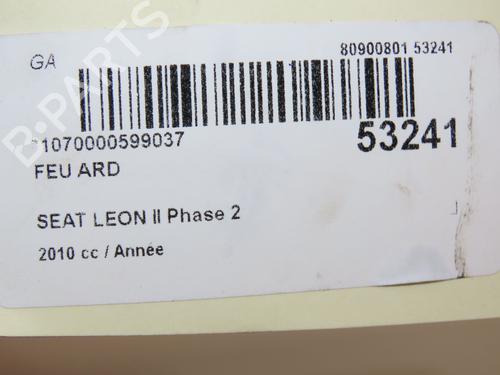 GA
80900801 53241
*1070000599037
53241
FEU ARD
SEAT LEON II Phase 2
2010 cc / Année
B-PARTS